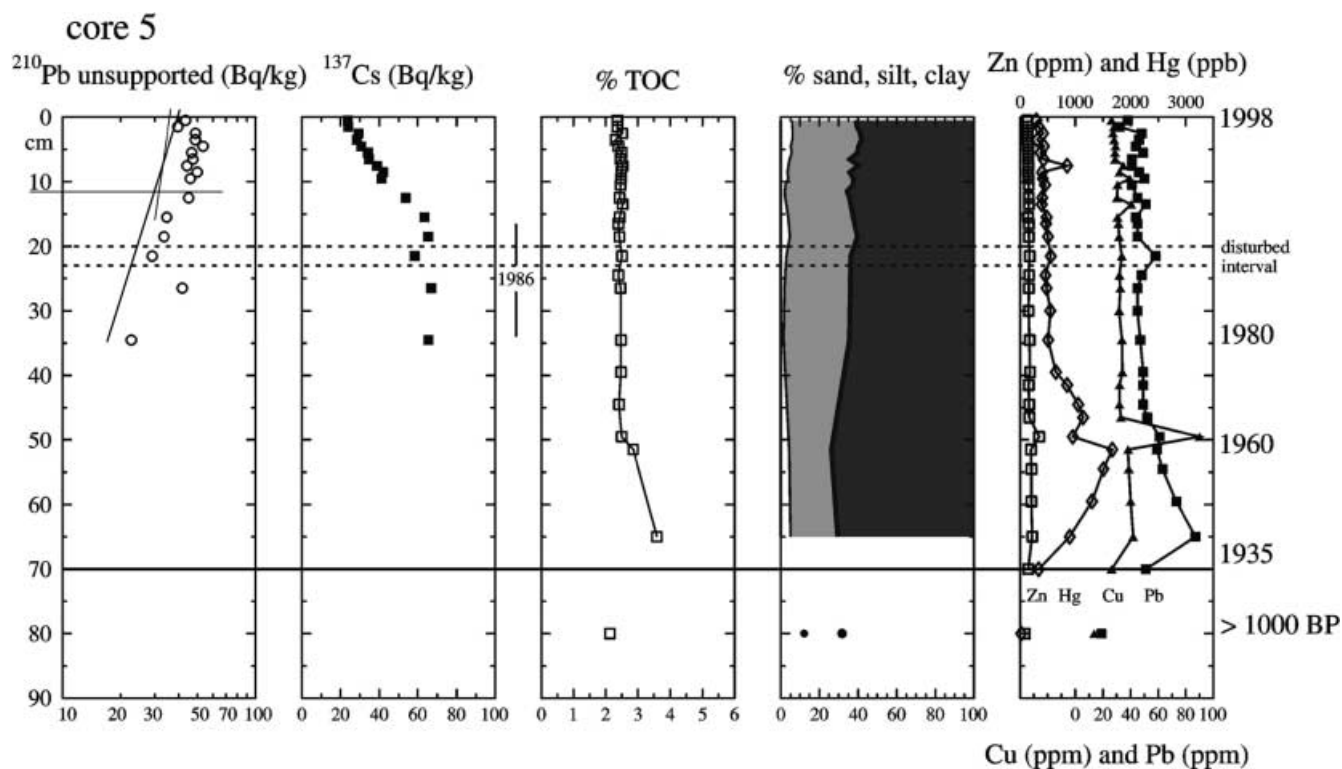 core 5
210Pb unsupported (Bq/kg)
137Cs (Bq/kg)
% TOC
% sand, silt, clay
Zn (ppm) and Hg (ppb)
0 1000 2000 3200
0
cm
10
20
30
40
50
60
70
80
90
1986
1998
disturbed
interval
1980
1960
1935
> 1000 BP
Zn Hg Cu Pb
10 20 30 50 70 100
0 20 40 60 80 100
0 1 2 3 4 5 6
0 20 40 60 80 100
0 20 40 60 80 100
Cu (ppm) and Pb (ppm)